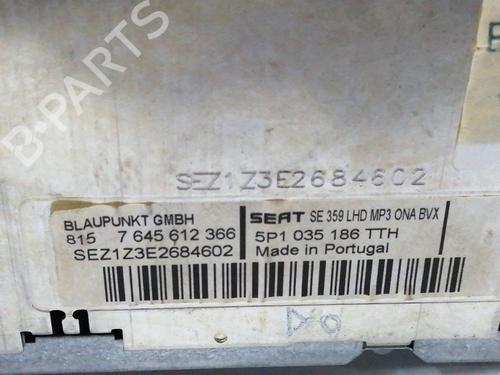 B-PARTS
SEZ1Z3E2684602
BLAUPUNKT GMBH
815 7 645 612 366
SEZ1Z3E2684602
SEAT SE 359 LHD MP3 ONA BVX
5P1 035 186 TTH
Made in Portugal